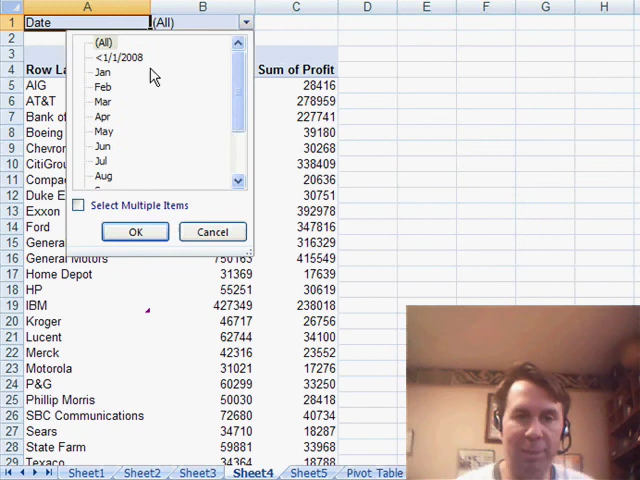 A B C D E F G H
1 Date (All)
2 (All)
3 <1/1/2008
4 Row La Jan Sum of Profit
5 AIG Feb 28416
6 AT&T Mar 278959
7 Bank of Apr 227741
8 Boeing May 39180
9 Chevron Jun 30268
10 CitiGrou Jul 338409
11 Compa Aug 20636
12 Duke E 30751
13 Exxon Select Multiple Items 392978
14 Ford 347816
15 Genera OK Cancel 316329
16 General Motors 750163 415549
17 Home Depot 31369 17639
18 HP 55251 30619
19 IBM 427349 238018
20 Kroger 46717 26756
21 Lucent 62744 34100
22 Merck 42316 23552
23 Motorola 31021 17276
24 P&G 60299 33250
25 Phillip Morris 50030 28418
26 SBC Communications 72680 40734
27 Sears 34710 18287
28 State Farm 59881 33968
29 Texaco 34364 18788
Sheet1 Sheet2 Sheet3 Sheet4 Sheet5 Pivot Table